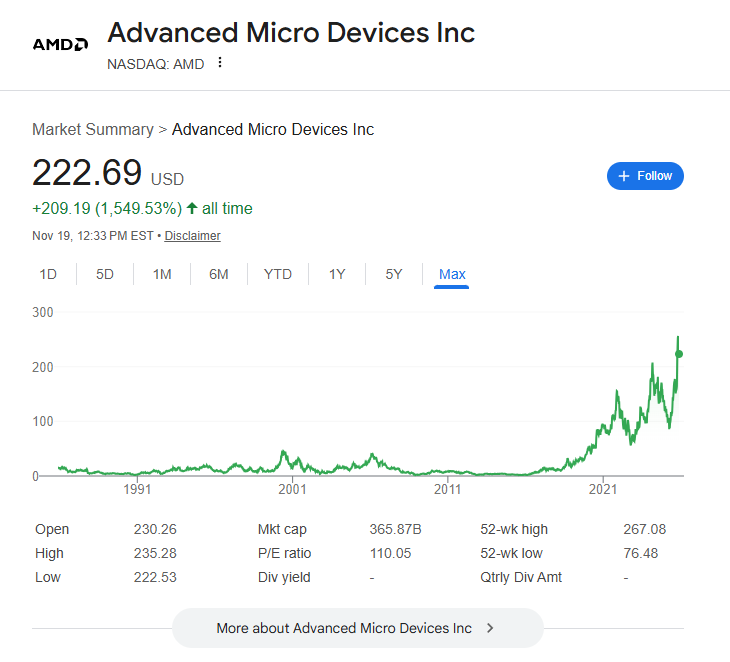 AMD
Advanced Micro Devices Inc
NASDAQ: AMD
Market Summary > Advanced Micro Devices Inc
222.69 USD
+ Follow
+209.19 (1,549.53%) ↑ all time
Nov 19, 12:33 PM EST • Disclaimer
1D 5D 1M 6M YTD 1Y 5Y Max
300
200
100
0
1991 2001 2011 2021
Open 230.26 Mkt cap 365.87B 52-wk high 267.08
High 235.28 P/E ratio 110.05 52-wk low 76.48
Low 222.53 Div yield - Qtrly Div Amt -
More about Advanced Micro Devices Inc >